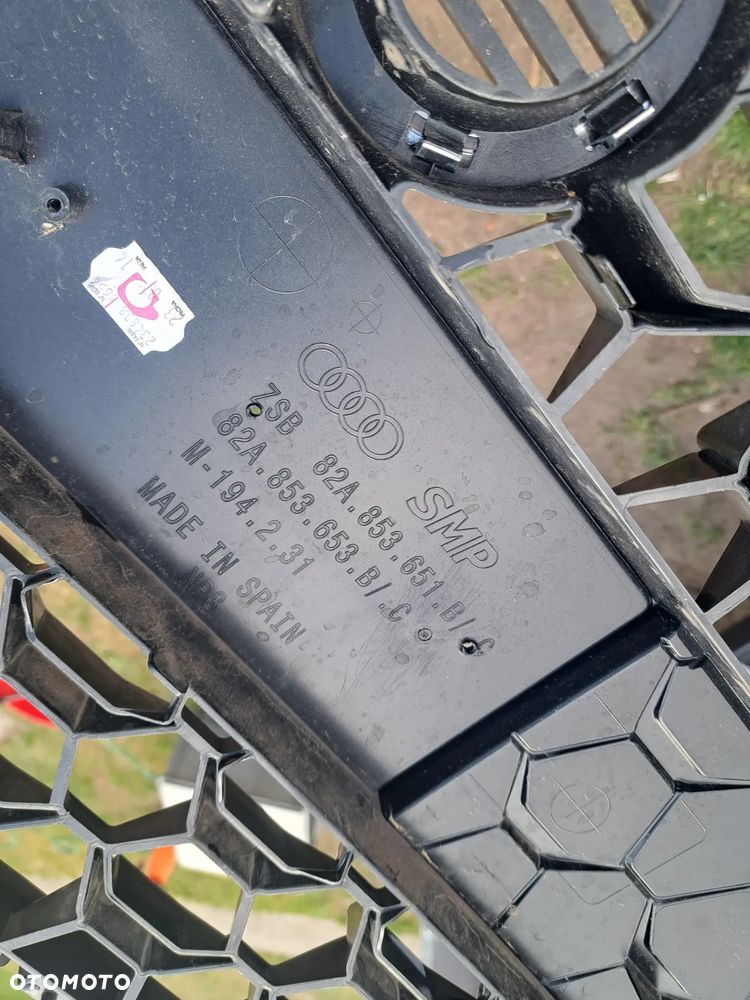 SMP
ZSB 82A.853.651.B/C
82A.853.653.B/.C
M-194.2.31
MADE IN SPAIN
OTOMOTO